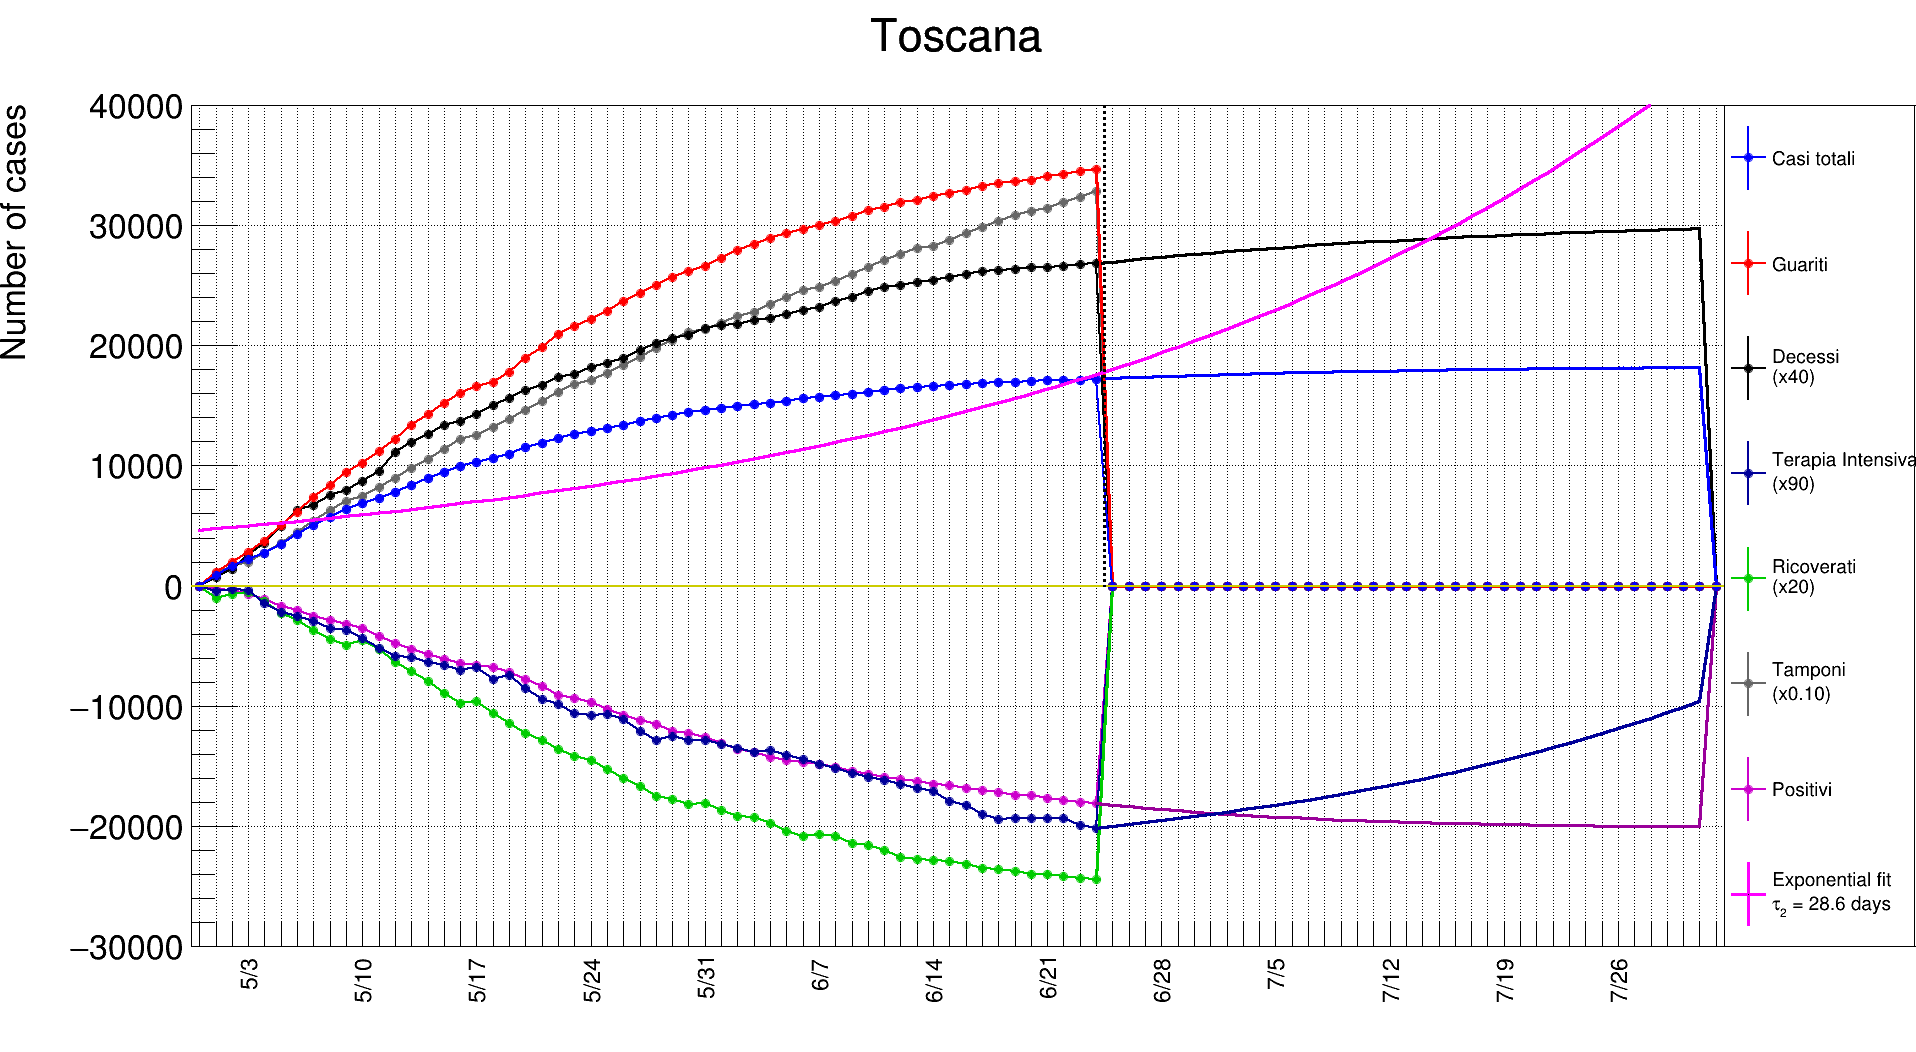 Toscana
Number of cases
40000
30000
20000
10000
0
−10000
−20000
−30000
5/3
5/10
5/17
5/24
5/31
6/7
6/14
6/21
6/28
7/5
7/12
7/19
7/26
Casi totali
Guariti
Decessi
(x40)
Terapia Intensiva
(x90)
Ricoverati
(x20)
Tamponi
(x0.10)
Positivi
Exponential fit
τ2 = 28.6 days